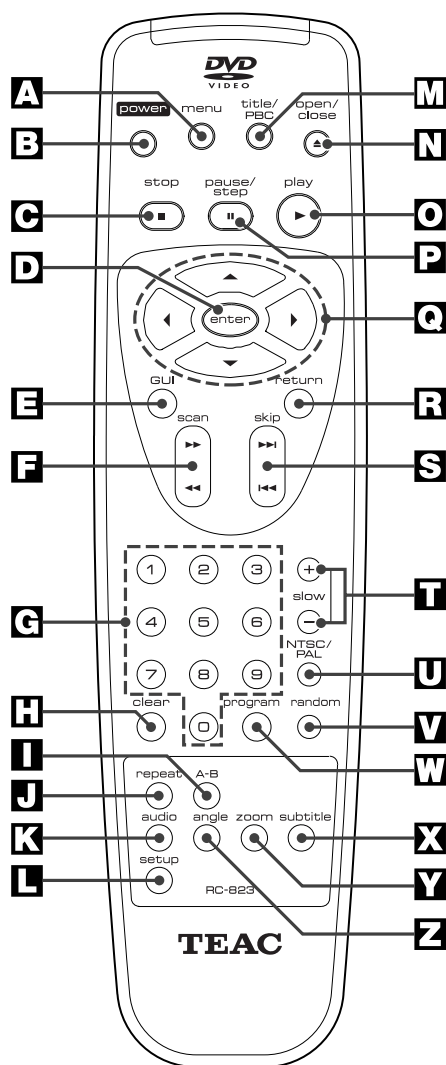 DVD
VIDEO
A
M
power
menu
title/
PBC
open/
close
B
N
stop
pause/
step
play
C
O
P
D
enter
Q
GUI
return
E
R
scan
skip
F
S
1
2
3
+
T
slow
4
5
6
−
G
NTSC/
PAL
7
8
9
U
clear
0
program
random
H
V
I
W
repeat
A-B
J
audio
angle
zoom
subtitle
K
X
setup
L
Y
RC-823
Z
TEAC